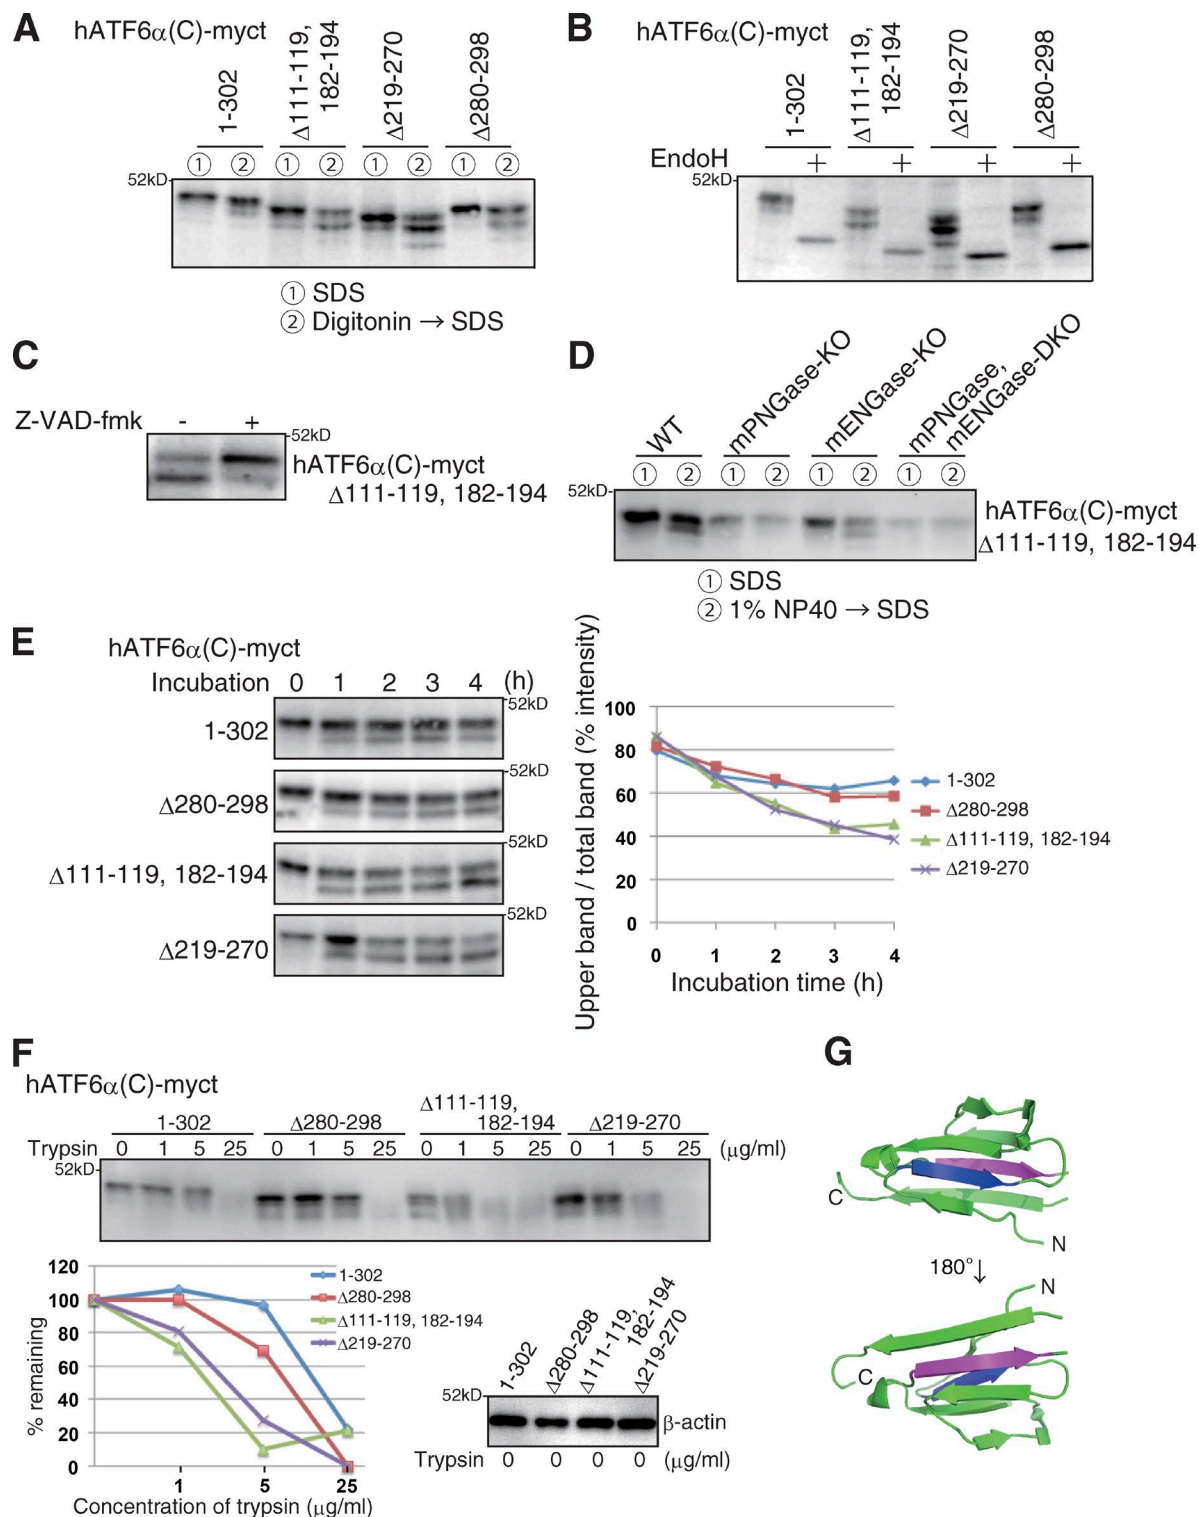 A
hATF6α(C)-myct
1-302
Δ111-119,
182-194
Δ219-270
Δ280-298
① ② ① ② ① ② ① ②
52kD
① SDS
② Digitonin → SDS
B
hATF6α(C)-myct
1-302
Δ111-119,
182-194
Δ219-270
Δ280-298
EndoH + + + +
52kD
C
Z-VAD-fmk - +
52kD
hATF6α(C)-myct
Δ111-119, 182-194
D
WT
mPNGase-KO
mENGase-KO
mPNGase,
mENGase-DKO
① ② ① ② ① ② ① ②
52kD
hATF6α(C)-myct
Δ111-119, 182-194
① SDS
② 1% NP40 → SDS
E
hATF6α(C)-myct
Incubation 0 1 2 3 4 (h)
52kD
1-302
52kD
Δ280-298
52kD
Δ111-119, 182-194
52kD
Δ219-270
Upper band / total band (% intensity)
100
80
60
40
20
0
0 1 2 3 4
Incubation time (h)
1-302
Δ280-298
Δ111-119, 182-194
Δ219-270
F
hATF6α(C)-myct
1-302
Δ280-298
Δ111-119,
182-194
Δ219-270
Trypsin 0 1 5 25 0 1 5 25 0 1 5 25 0 1 5 25 (μg/ml)
52kD
% remaining
120
100
80
60
40
20
0
1 5 25
Concentration of trypsin (μg/ml)
1-302
Δ280-298
Δ111-119, 182-194
Δ219-270
1-302
Δ280-298
Δ111-119,
182-194
Δ219-270
52kD
β-actin
Trypsin 0 0 0 0 (μg/ml)
G
C
N
180° ↓
N
C